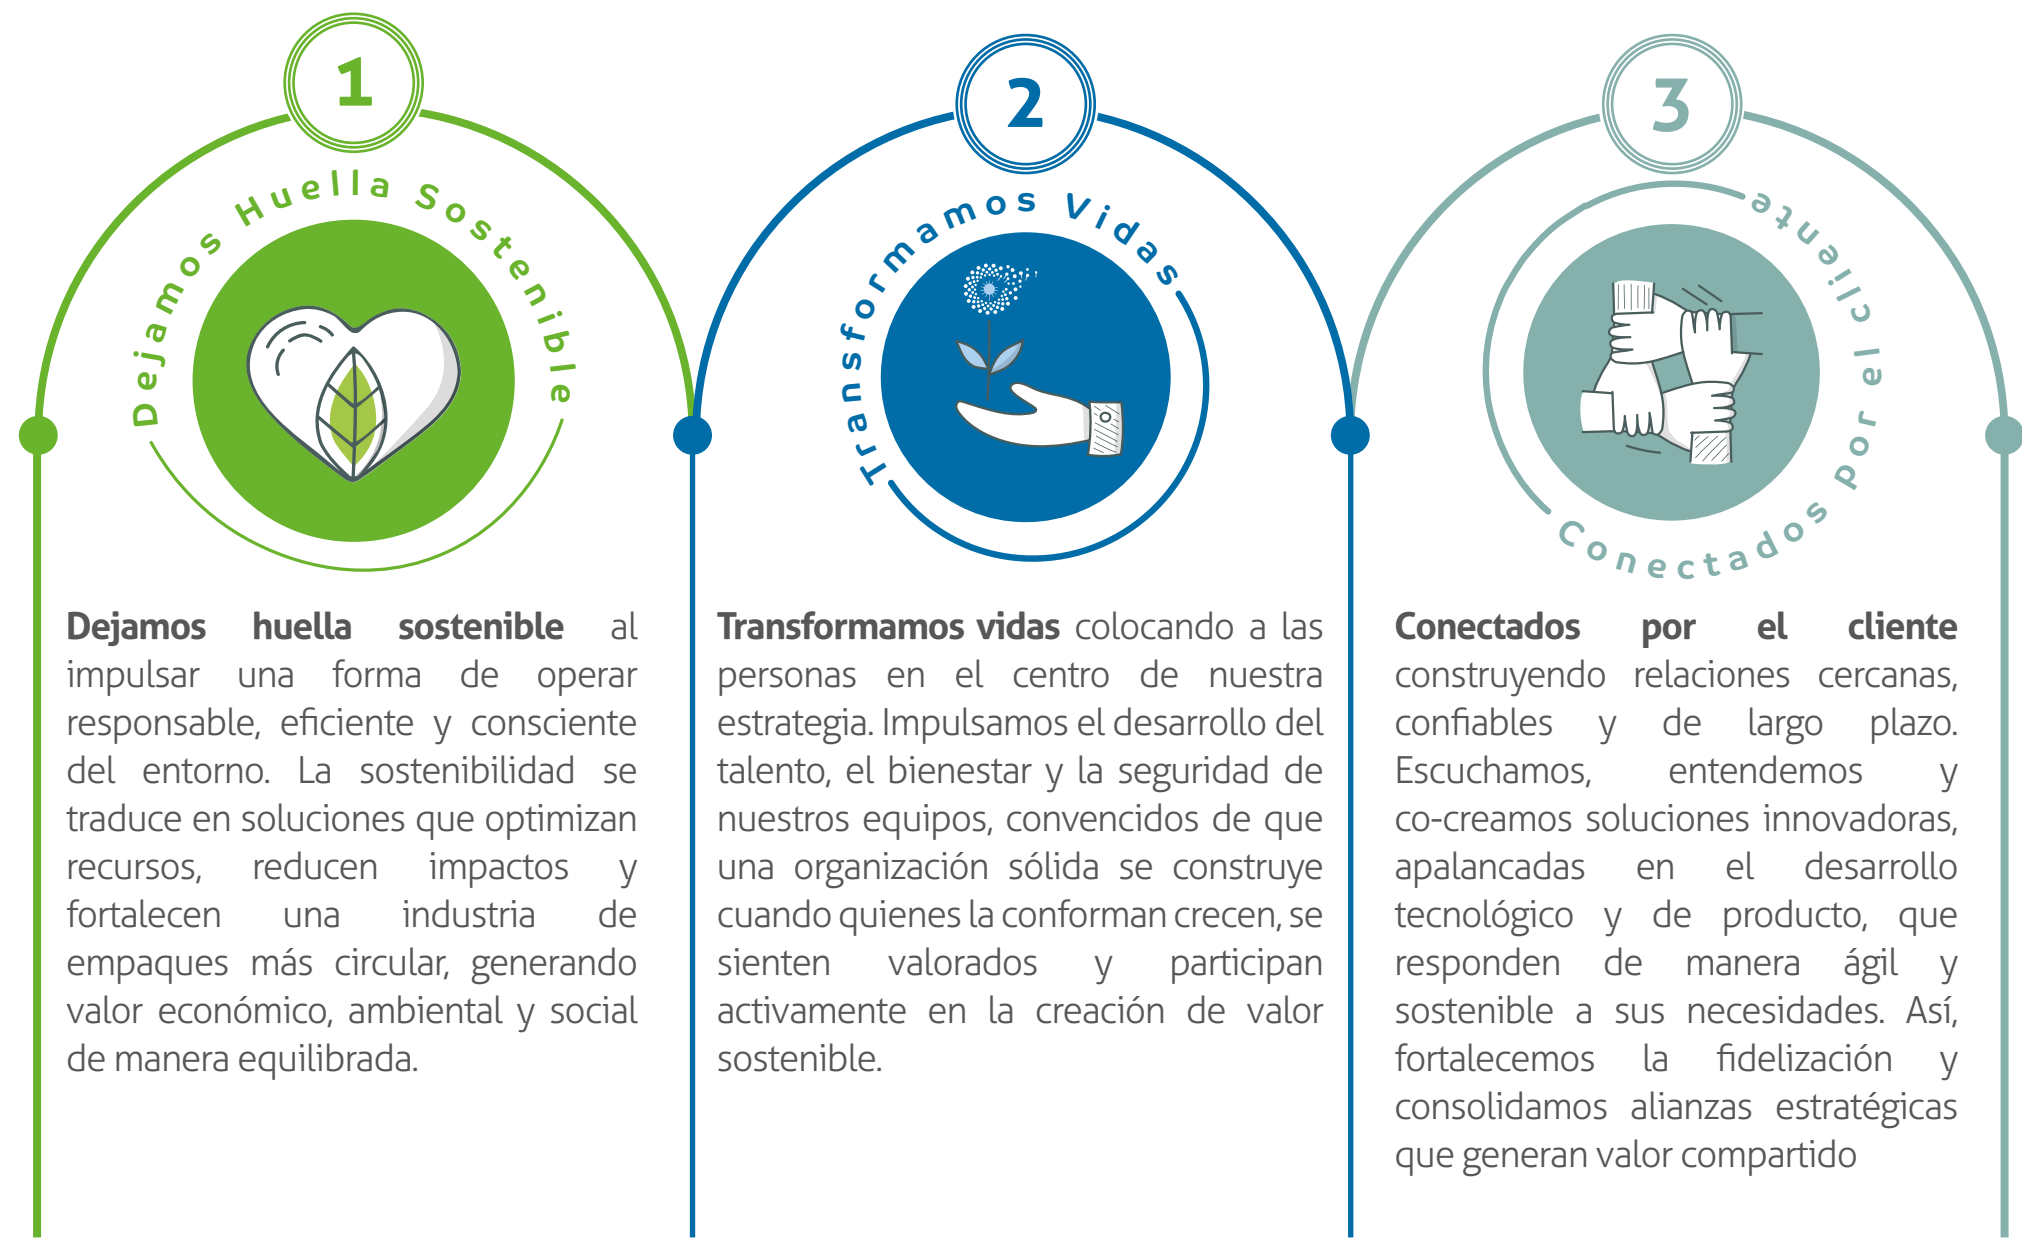 1
Dejamos Huella Sostenible
Dejamos huella sostenible al
impulsar una forma de operar
responsable, eficiente y consciente
del entorno. La sostenibilidad se
traduce en soluciones que optimizan
recursos, reducen impactos y
fortalecen una industria de
empaques más circular, generando
valor económico, ambiental y social
de manera equilibrada.
2
Transformamos Vidas
Transformamos vidas colocando a las
personas en el centro de nuestra
estrategia. Impulsamos el desarrollo del
talento, el bienestar y la seguridad de
nuestros equipos, convencidos de que
una organización sólida se construye
cuando quienes la conforman crecen, se
sienten valorados y participan
activamente en la creación de valor
sostenible.
3
Conectados por el cliente
Conectados por el cliente
construyendo relaciones cercanas,
confiables y de largo plazo.
Escuchamos, entendemos y
co-creamos soluciones innovadoras,
apalancadas en el desarrollo
tecnológico y de producto, que
responden de manera ágil y
sostenible a sus necesidades. Así,
fortalecemos la fidelización y
consolidamos alianzas estratégicas
que generan valor compartido